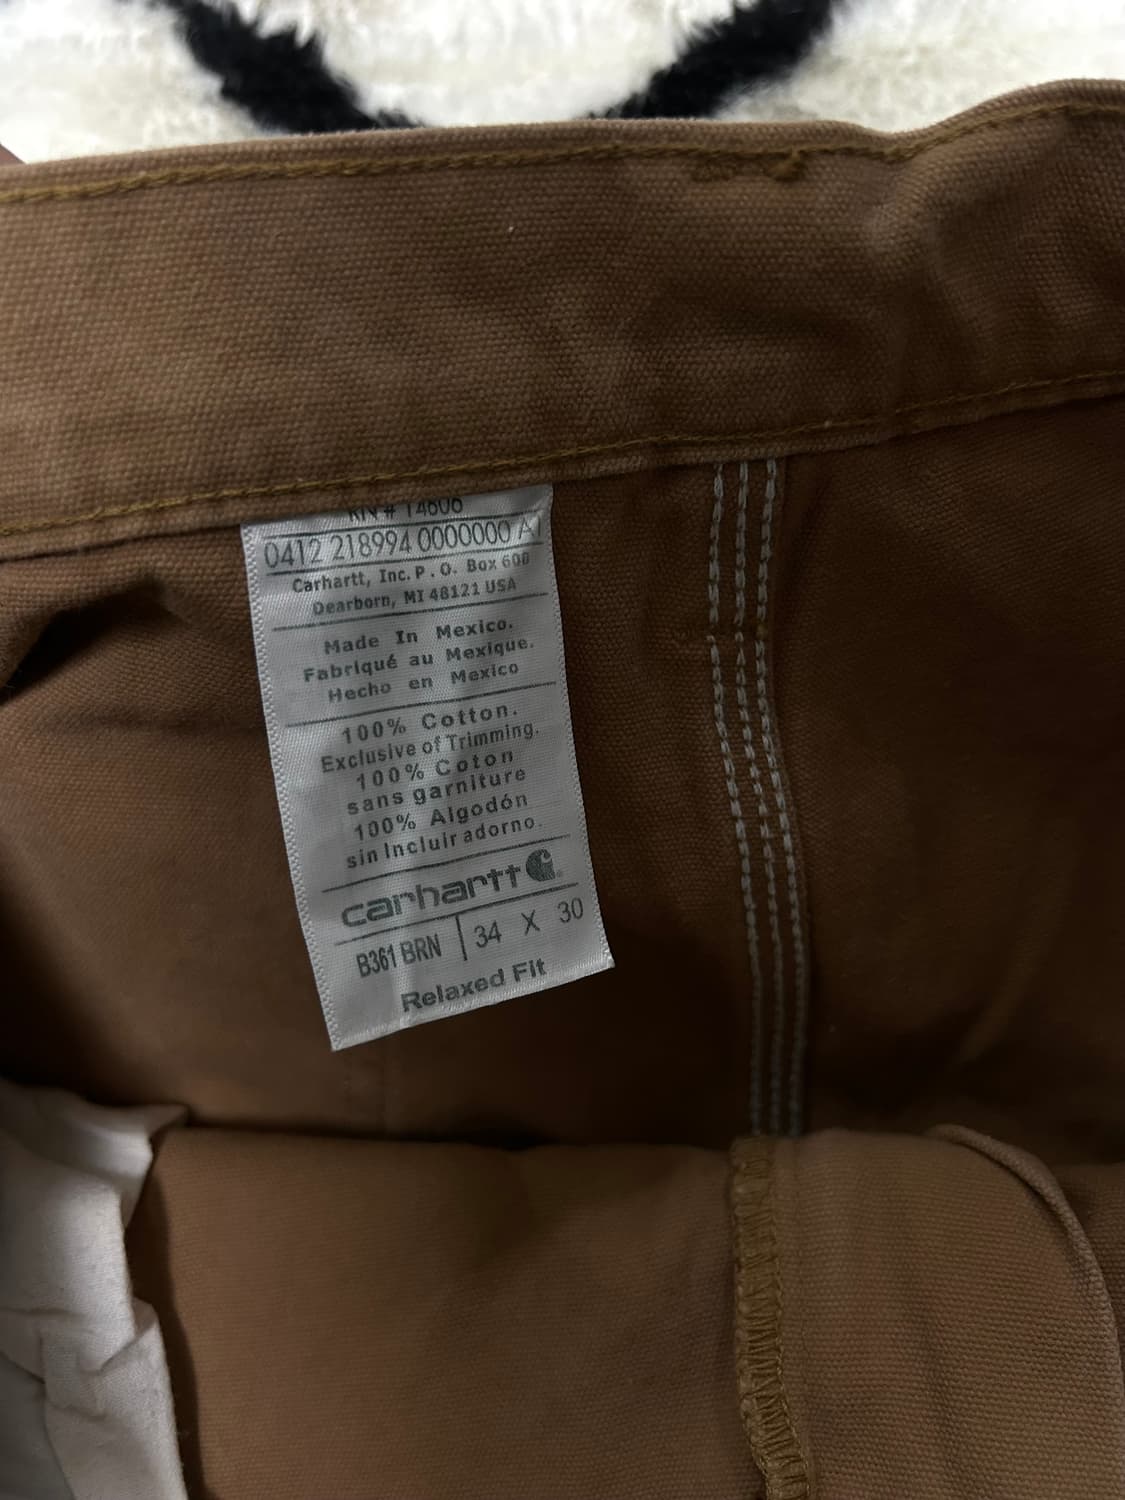 RN # 14806
0412 218994 0000000 A1
Carhartt, Inc. P.O. Box 600
Dearborn, MI 48121 USA
Made In Mexico.
Fabriqué au Mexique.
Hecho en Mexico
100% Cotton.
Exclusive of Trimming.
100% Coton
sans garniture
100% Algodón
sin Incluir adorno.
carhartt
B361 BRN 34 X 30
Relaxed Fit